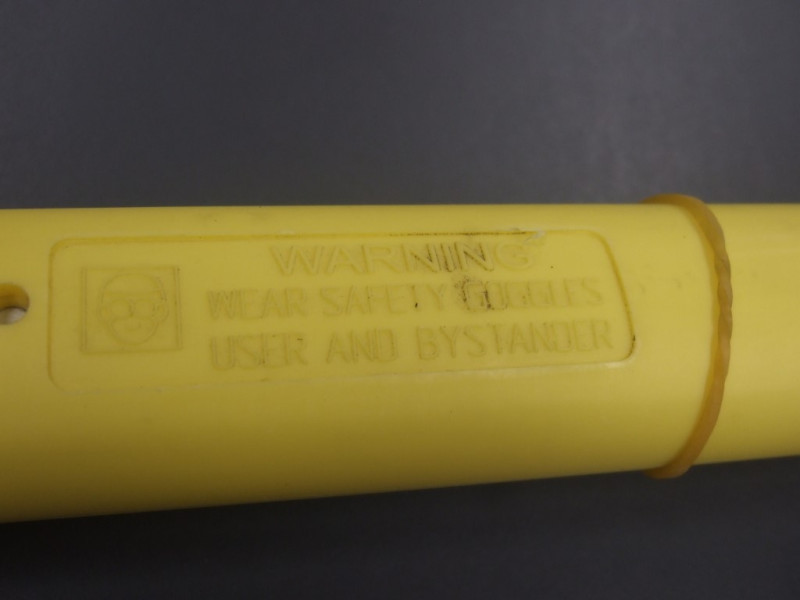 WARNING
WEAR SAFETY GOGGLES
USER AND BYSTANDER